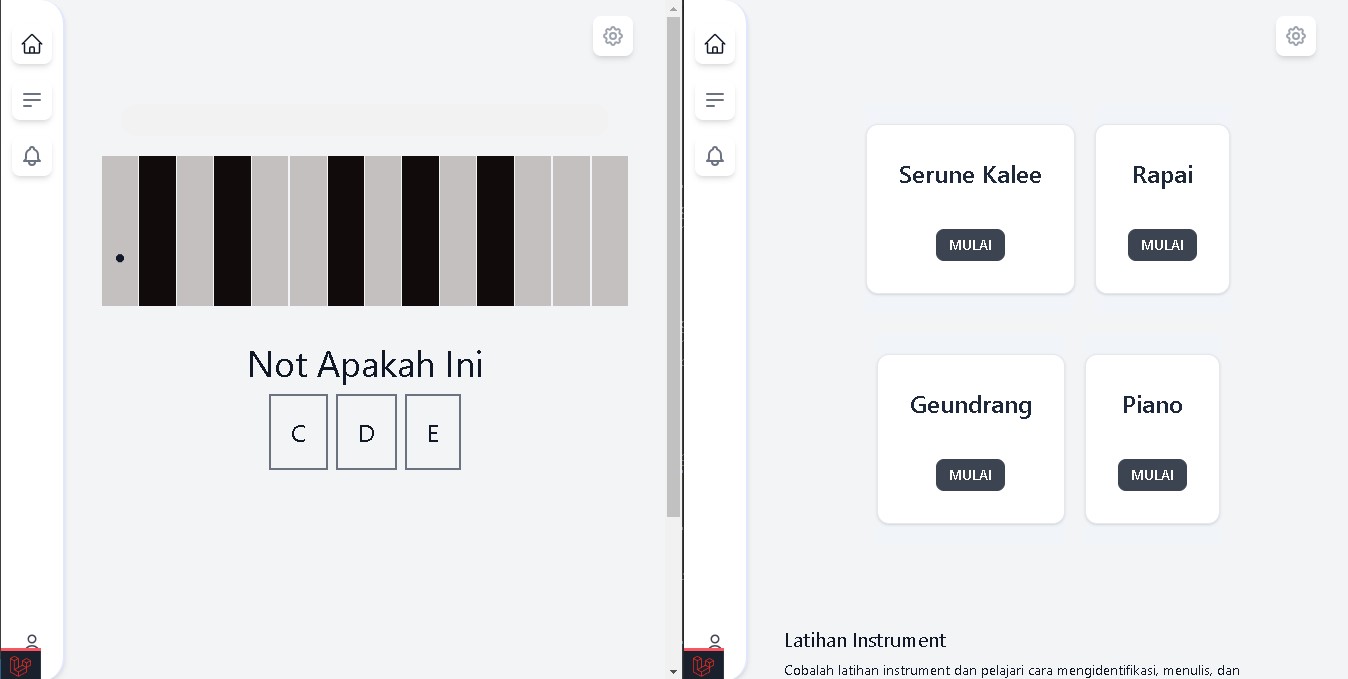 Not Apakah Ini
C D E
Serune Kalee
MULAI
Rapai
MULAI
Geundrang
MULAI
Piano
MULAI
Latihan Instrument
Cobalah latihan instrument dan pelajari cara mengidentifikasi, menulis, dan